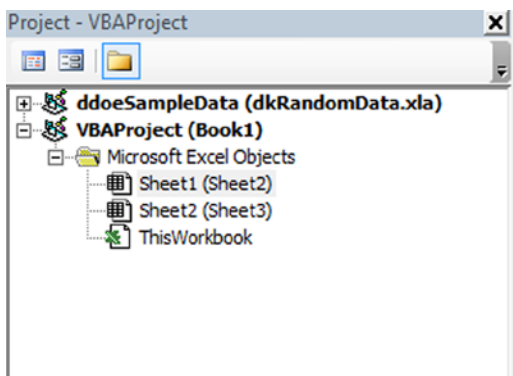 Project - VBAProject
ddoeSampleData (dkRandomData.xla)
VBAProject (Book1)
Microsoft Excel Objects
Sheet1 (Sheet2)
Sheet2 (Sheet3)
ThisWorkbook